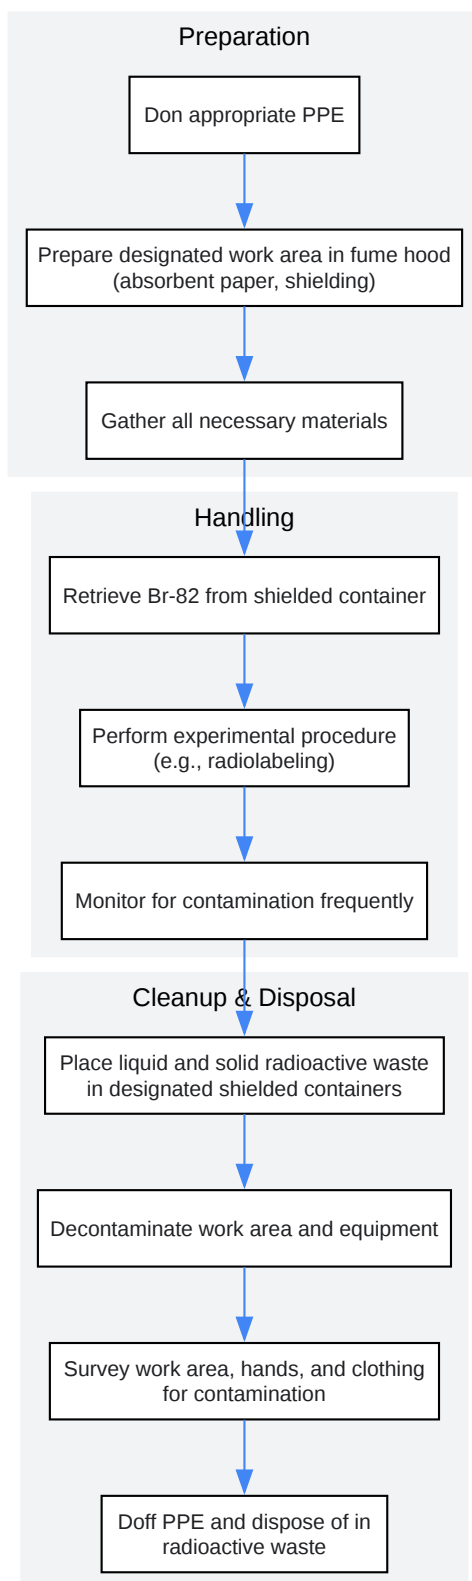 Preparation
Don appropriate PPE
Prepare designated work area in fume hood
(absorbent paper, shielding)
Gather all necessary materials
Handling
Retrieve Br-82 from shielded container
Perform experimental procedure
(e.g., radiolabeling)
Monitor for contamination frequently
Cleanup & Disposal
Place liquid and solid radioactive waste
in designated shielded containers
Decontaminate work area and equipment
Survey work area, hands, and clothing
for contamination
Doff PPE and dispose of in
radioactive waste